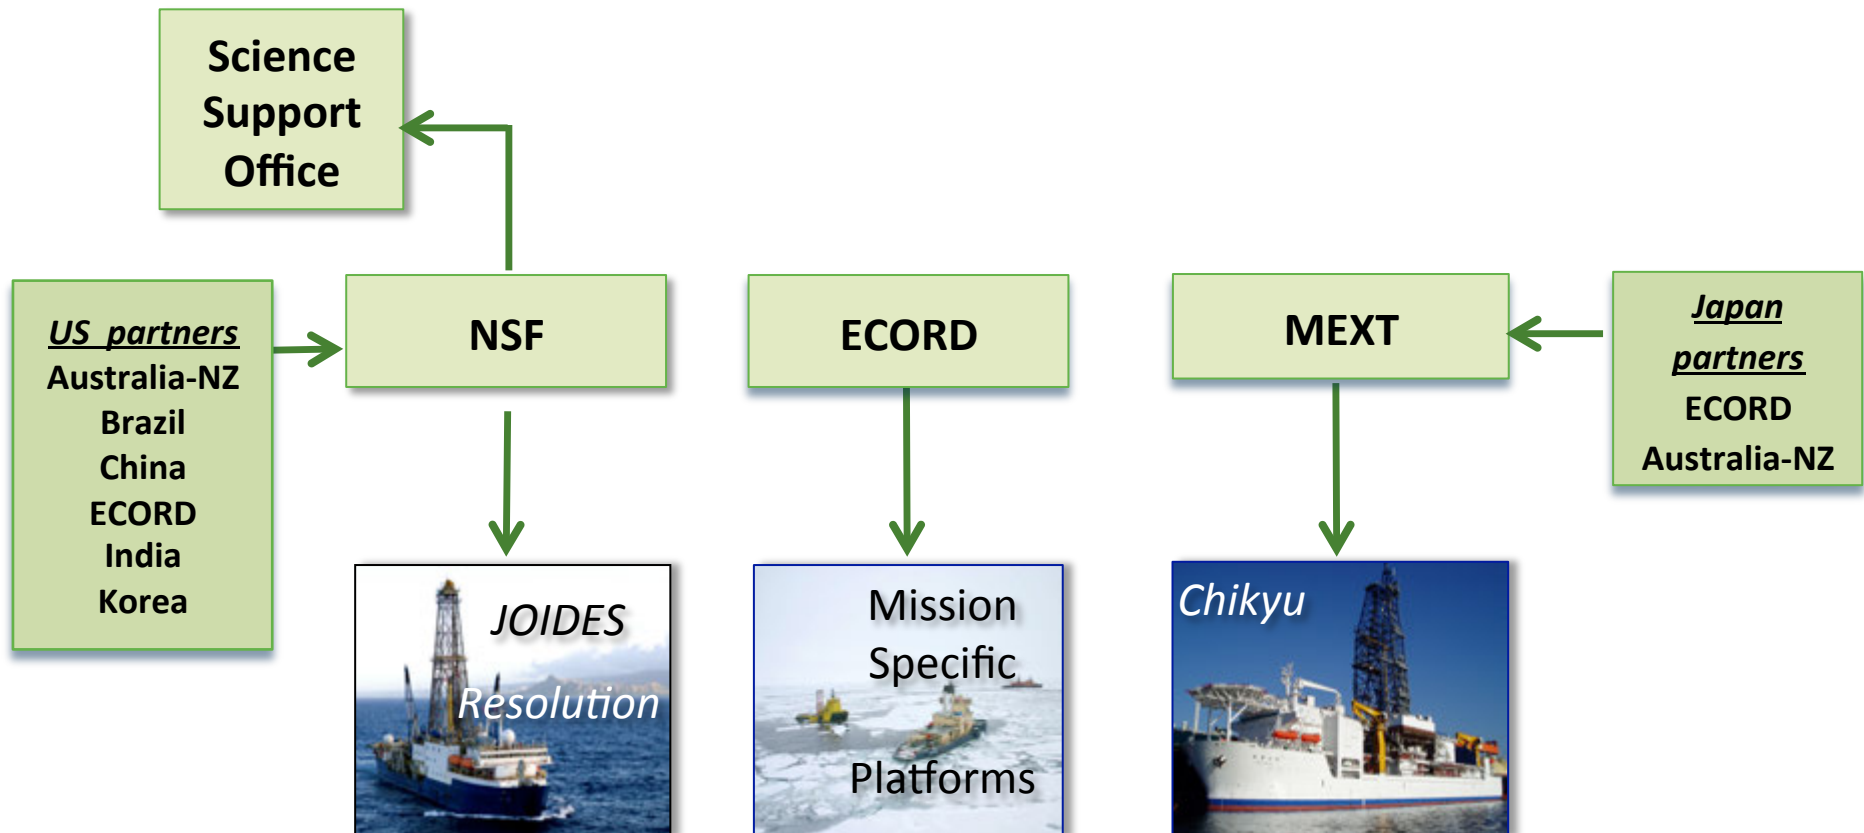 Science
Support
Office
US partners
Australia-NZ
Brazil
China
ECORD
India
Korea
NSF
ECORD
MEXT
Japan
partners
ECORD
Australia-NZ
JOIDES
Resolution
Mission
Specific
Platforms
Chikyu